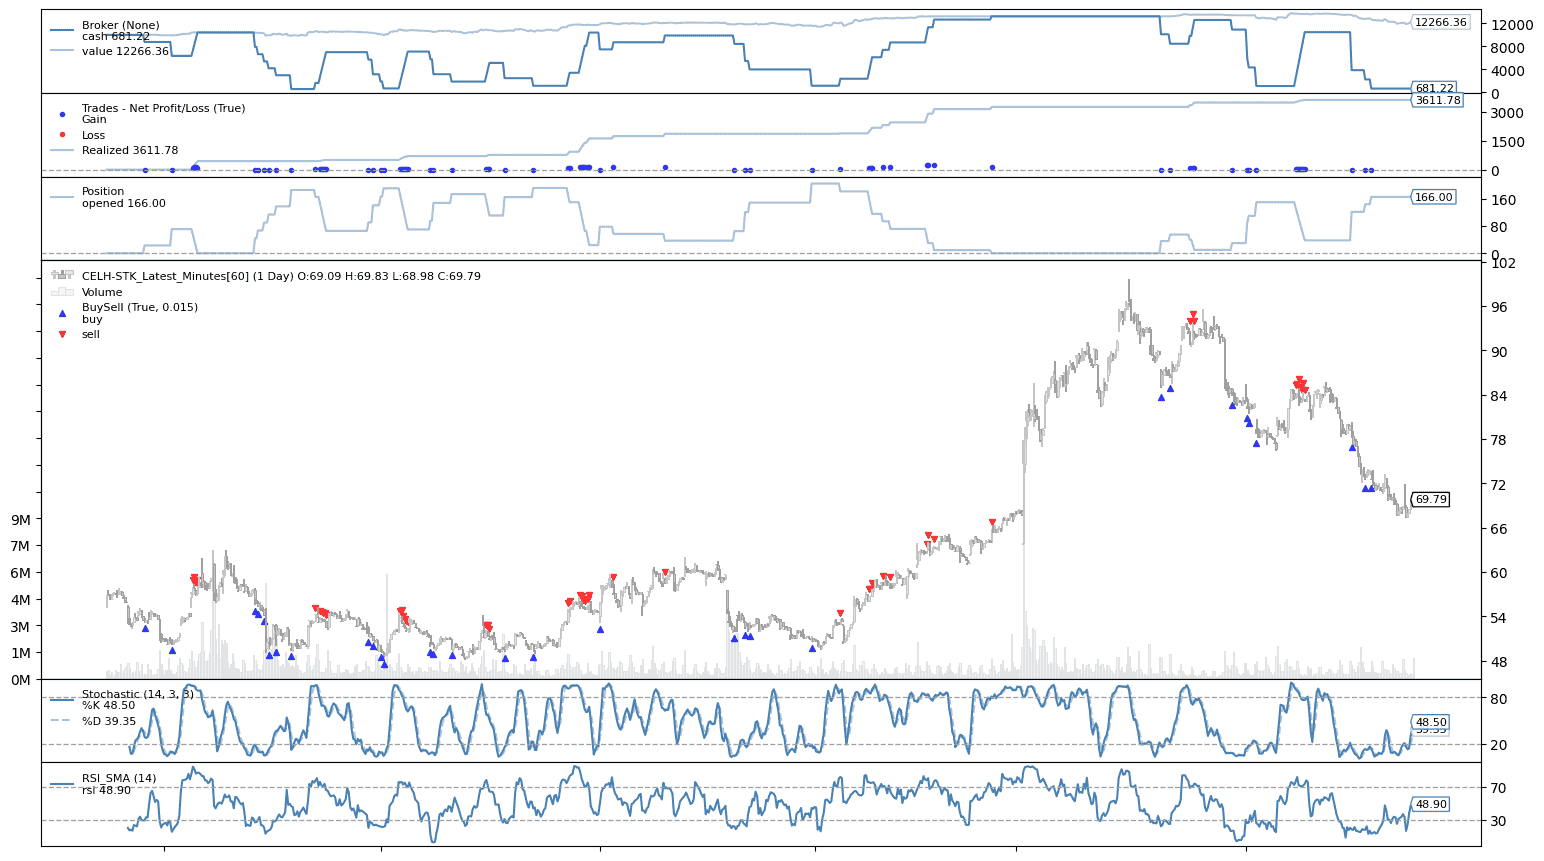 Broker (None)
cash 681.22
value 12266.36
12266.36
681.22
12000
8000
4000
0
Trades - Net Profit/Loss (True)
Gain
Loss
Realized 3611.78
3611.78
3000
1500
0
Position
opened 166.00
166.00
160
80
0
CELH-STK_Latest_Minutes[60] (1 Day) O:69.09 H:69.83 L:68.98 C:69.79
Volume
BuySell (True, 0.015)
buy
sell
102
96
90
84
78
72
69.79
66
60
54
48
9M
7M
6M
4M
3M
1M
0M
Stochastic (14, 3, 3)
%K 48.50
%D 39.35
80
48.50
39.35
20
RSI_SMA (14)
rsi 48.90
70
48.90
30